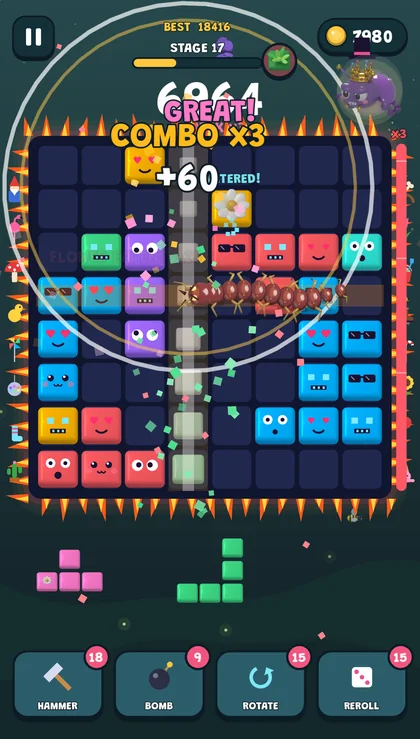 BEST 18416
7980
STAGE 17
6964
GREAT!
COMBO x3
x3
+60
TERED!
18
9
15
15
HAMMER
BOMB
ROTATE
REROLL